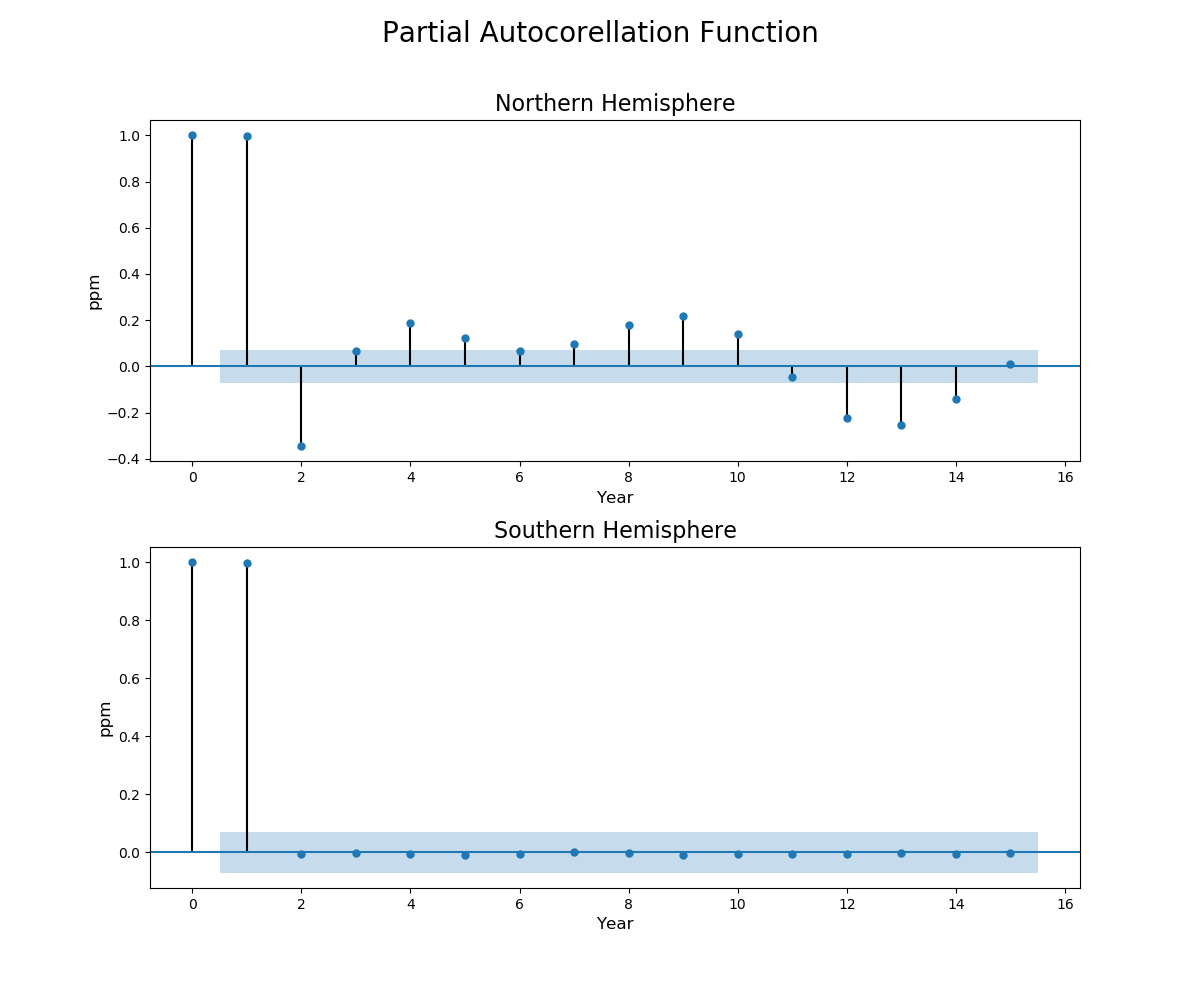 Partial Autocorellation Function
Northern Hemisphere
1.0
0.8
0.6
0.4
0.2
0.0
−0.2
−0.4
ppm
0 2 4 6 8 10 12 14 16
Year
Southern Hemisphere
1.0
0.8
0.6
0.4
0.2
0.0
ppm
0 2 4 6 8 10 12 14 16
Year